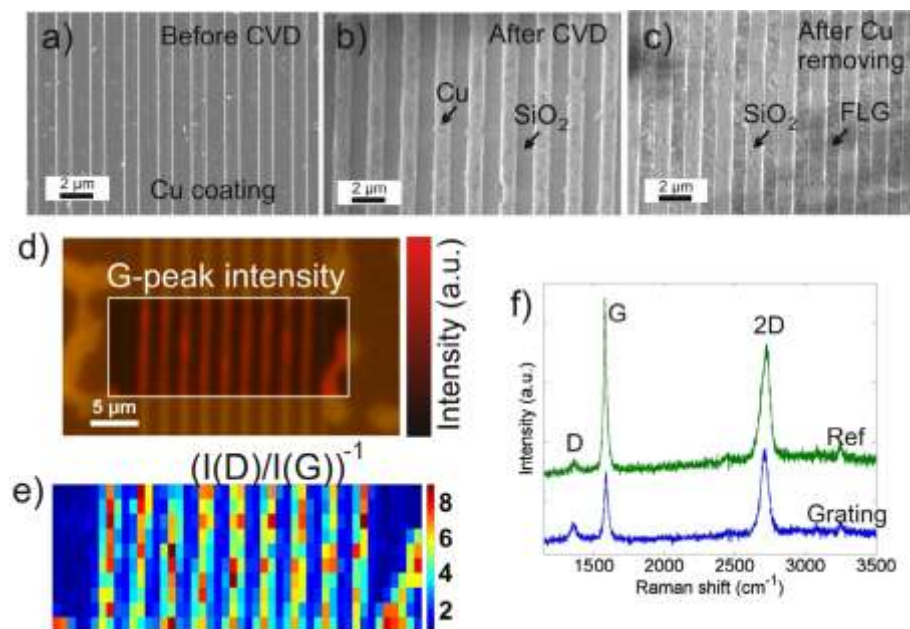 a)
Before CVD
Cu coating
2 µm
b)
After CVD
Cu
SiO₂
2 µm
c)
After Cu
removing
SiO₂
FLG
2 µm
d)
G-peak intensity
5 µm
Intensity (a.u.)
(I(D)/I(G))⁻¹
e)
8
6
4
2
f)
G
2D
D
Ref
Grating
Intensity (a.u.)
1500 2000 2500 3000 3500
Raman shift (cm⁻¹)